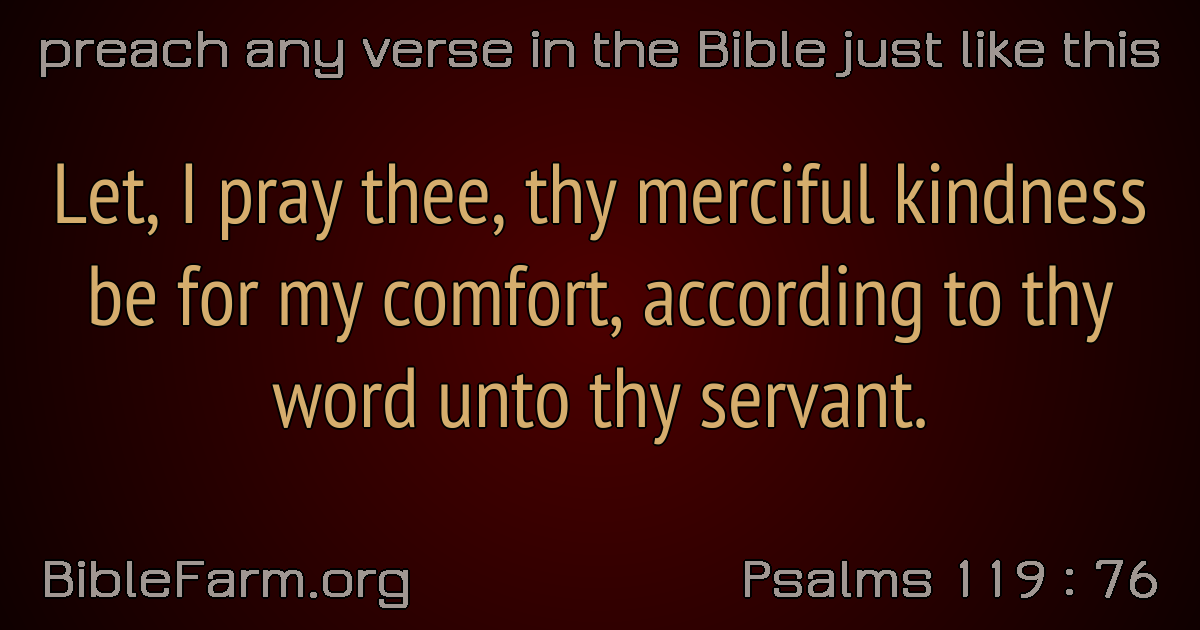 preach any verse in the Bible just like this
Let, I pray thee, thy merciful kindness
be for my comfort, according to thy
word unto thy servant.
BibleFarm.org
Psalms 119 : 76